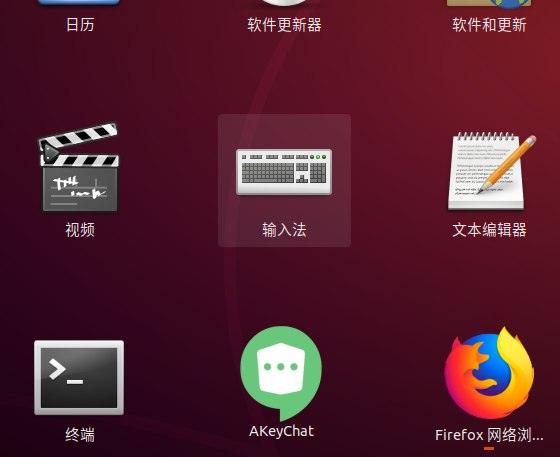 日历
软件更新器
软件和更新
视频
输入法
文本编辑器
终端
AKeyChat
Firefox 网络浏...